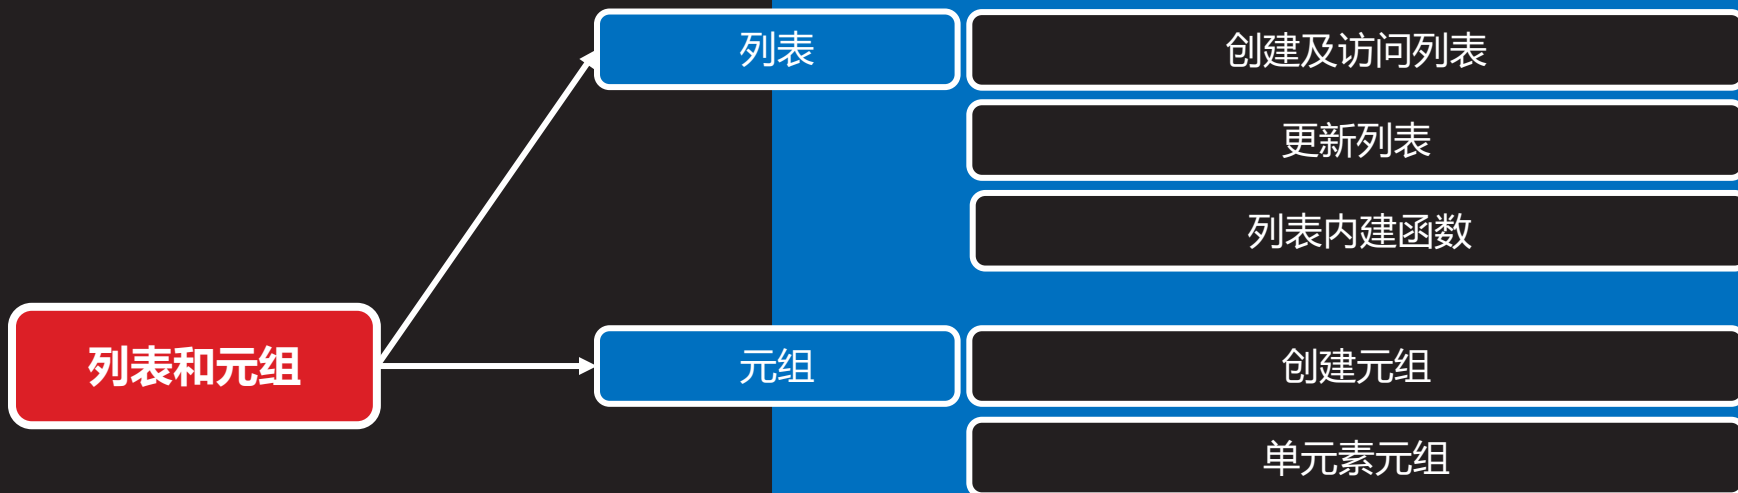 列表
创建及访问列表
更新列表
列表内建函数
列表和元组
元组
创建元组
单元素元组